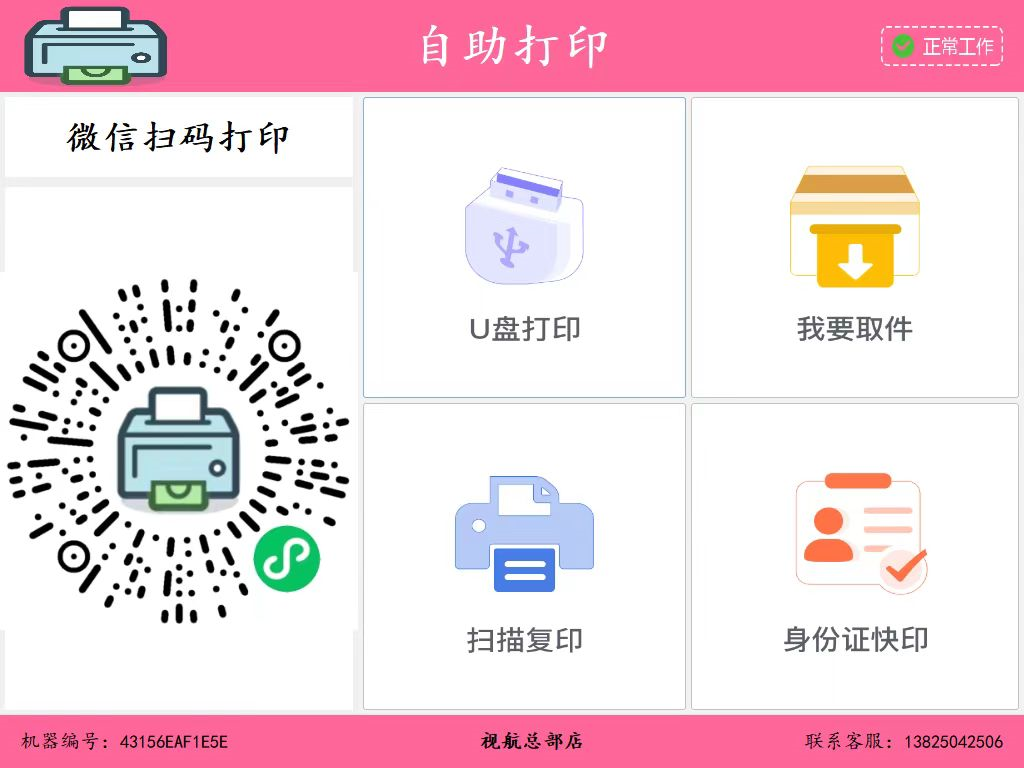 自助打印
正常工作
微信扫码打印
U盘打印
我要取件
扫描复印
身份证快印
机器编号：43156EAF1E5E
视航总部店
联系客服：13825042506